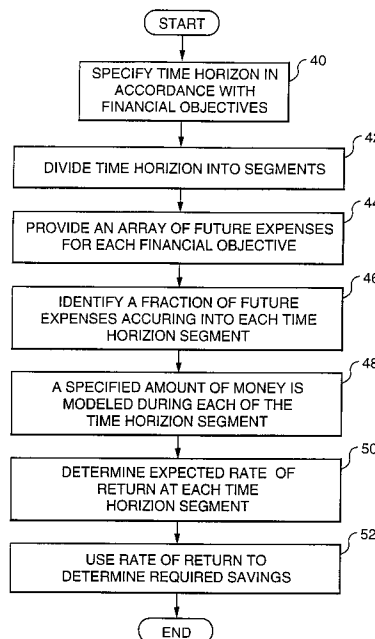 START
40
SPECIFY TIME HORIZON IN
ACCORDANCE WITH
FINANCIAL OBJECTIVES
42
DIVIDE TIME HORIZION INTO SEGMENTS
44
PROVIDE AN ARRAY OF FUTURE EXPENSES
FOR EACH FINANCIAL OBJECTIVE
46
IDENTIFY A FRACTION OF FUTURE
EXPENSES ACCURING INTO EACH TIME
HORIZION SEGMENT
48
A SPECIFIED AMOUNT OF MONEY IS
MODELED DURING EACH OF THE
TIME HORIZION SEGMENT
50
DETERMINE EXPECTED RATE OF
RETURN AT EACH TIME
HORIZION SEGMENT
52
USE RATE OF RETURN TO
DETERMINE REQUIRED SAVINGS
END